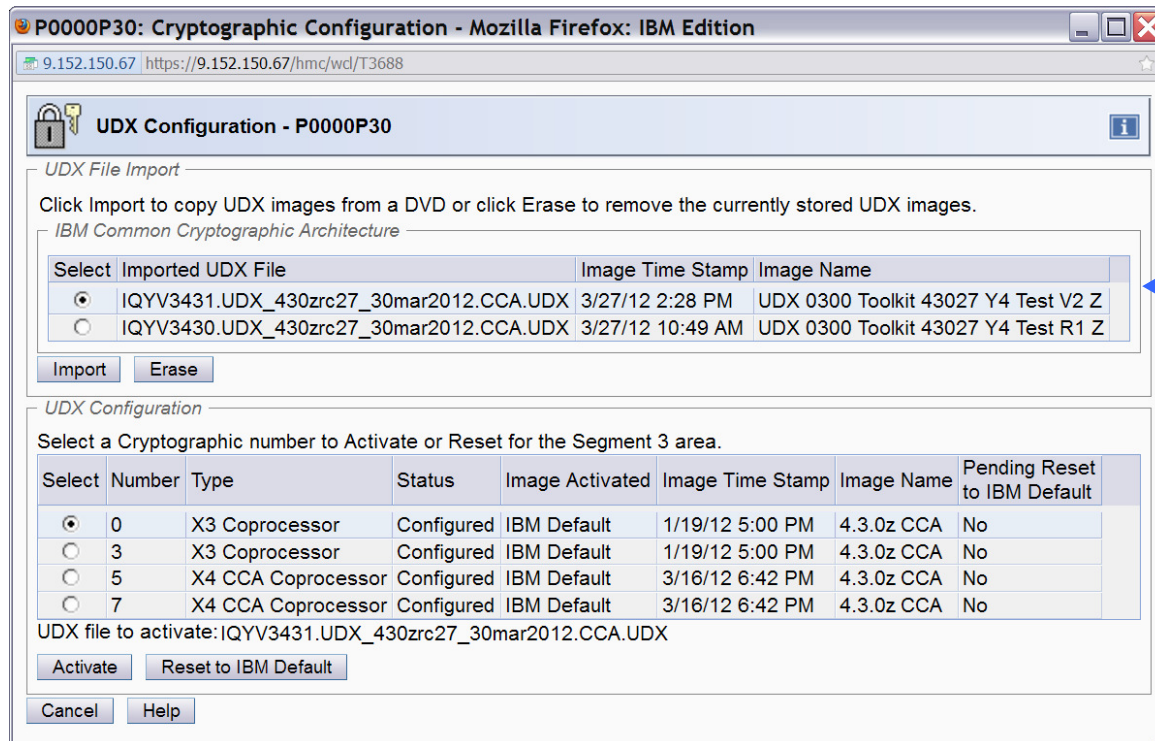 P0000P30: Cryptographic Configuration - Mozilla Firefox: IBM Edition
9.152.150.67 https://9.152.150.67/hmc/wcl/T3688
UDX Configuration - P0000P30
UDX File Import
Click Import to copy UDX images from a DVD or click Erase to remove the currently stored UDX images.
IBM Common Cryptographic Architecture
Select Imported UDX File Image Time Stamp Image Name
IQYV3431.UDX_430zrc27_30mar2012.CCA.UDX 3/27/12 2:28 PM UDX 0300 Toolkit 43027 Y4 Test V2 Z
IQYV3430.UDX_430zrc27_30mar2012.CCA.UDX 3/27/12 10:49 AM UDX 0300 Toolkit 43027 Y4 Test R1 Z
Import Erase
UDX Configuration
Select a Cryptographic number to Activate or Reset for the Segment 3 area.
Select Number Type Status Image Activated Image Time Stamp Image Name Pending Reset to IBM Default
0 X3 Coprocessor Configured IBM Default 1/19/12 5:00 PM 4.3.0z CCA No
3 X3 Coprocessor Configured IBM Default 1/19/12 5:00 PM 4.3.0z CCA No
5 X4 CCA Coprocessor Configured IBM Default 3/16/12 6:42 PM 4.3.0z CCA No
7 X4 CCA Coprocessor Configured IBM Default 3/16/12 6:42 PM 4.3.0z CCA No
UDX file to activate: IQYV3431.UDX_430zrc27_30mar2012.CCA.UDX
Activate Reset to IBM Default
Cancel Help